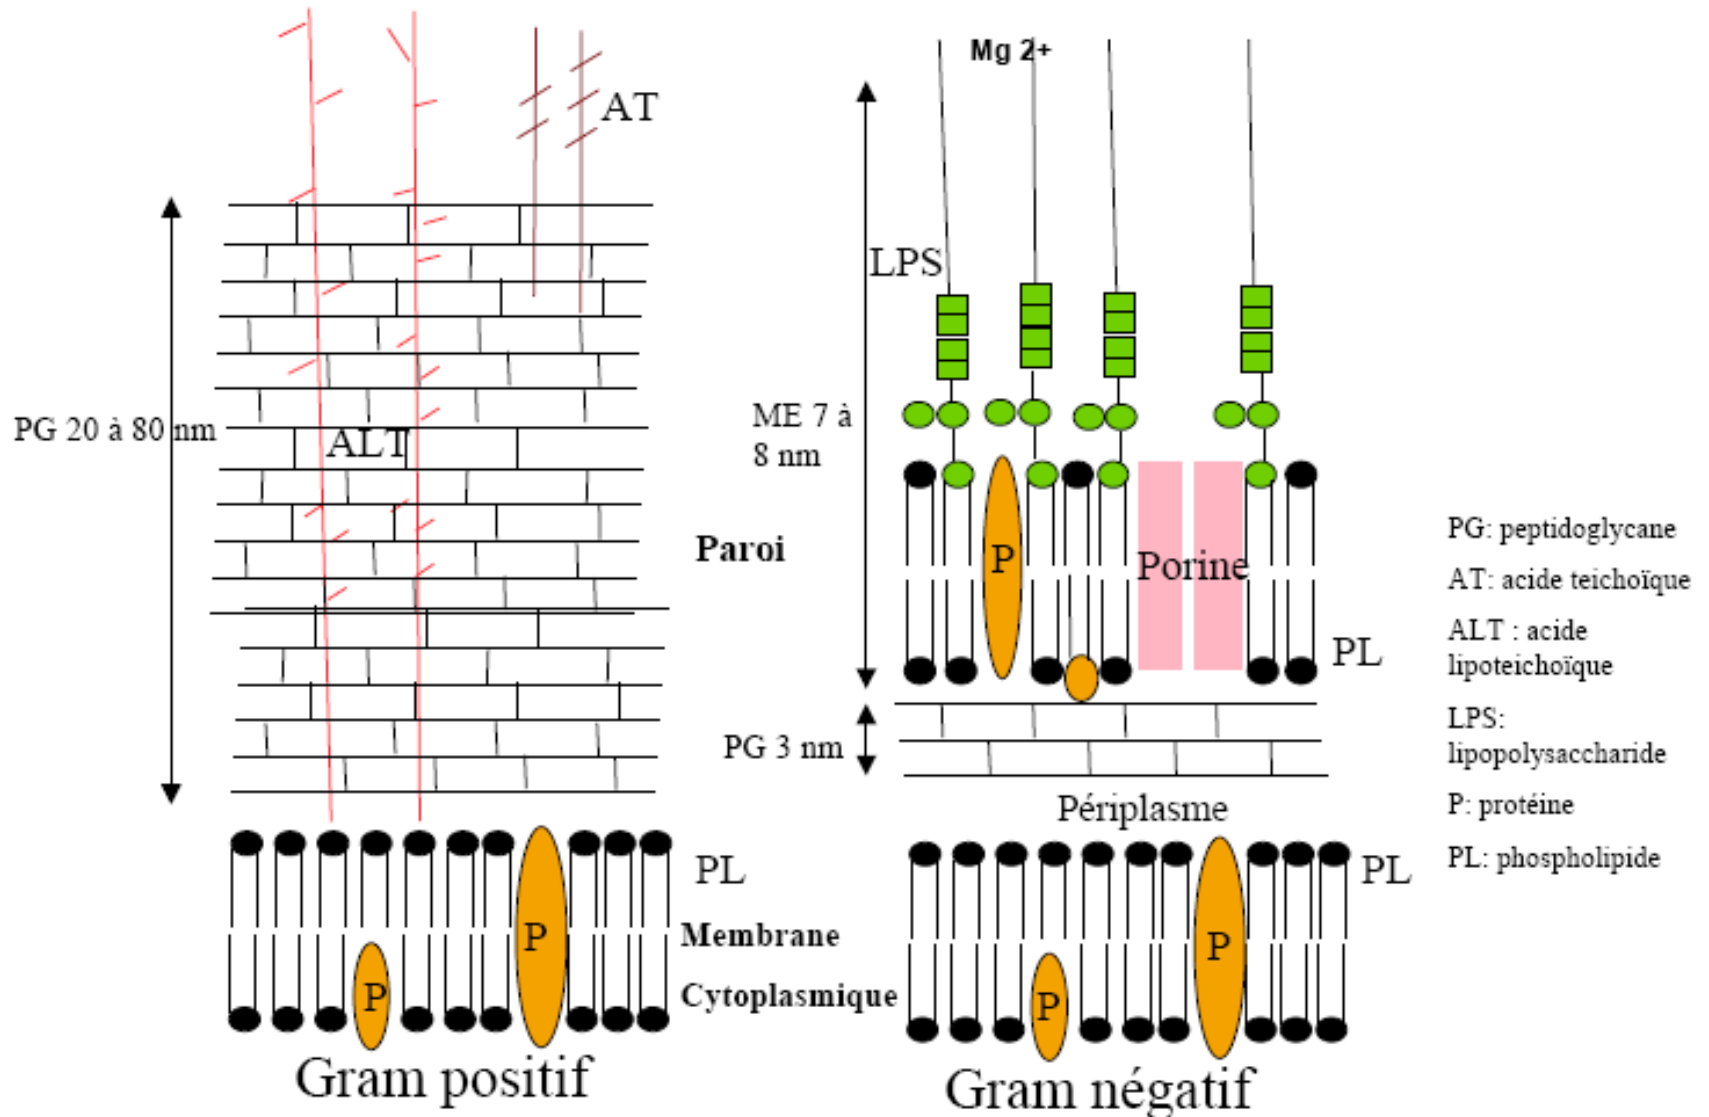 Mg 2+
AT
LPS
PG 20 à 80 nm
ALT
ME 7 à
8 nm
Paroi
P
Porine
PL
PG 3 nm
Périplasme
PG: peptidoglycane
AT: acide teichoïque
ALT : acide
lipoteichoïque
LPS:
lipopolysaccharide
P: protéine
PL: phospholipide
PL
PL
P
Membrane
P
P
Cytoplasmique
P
Gram positif
Gram négatif